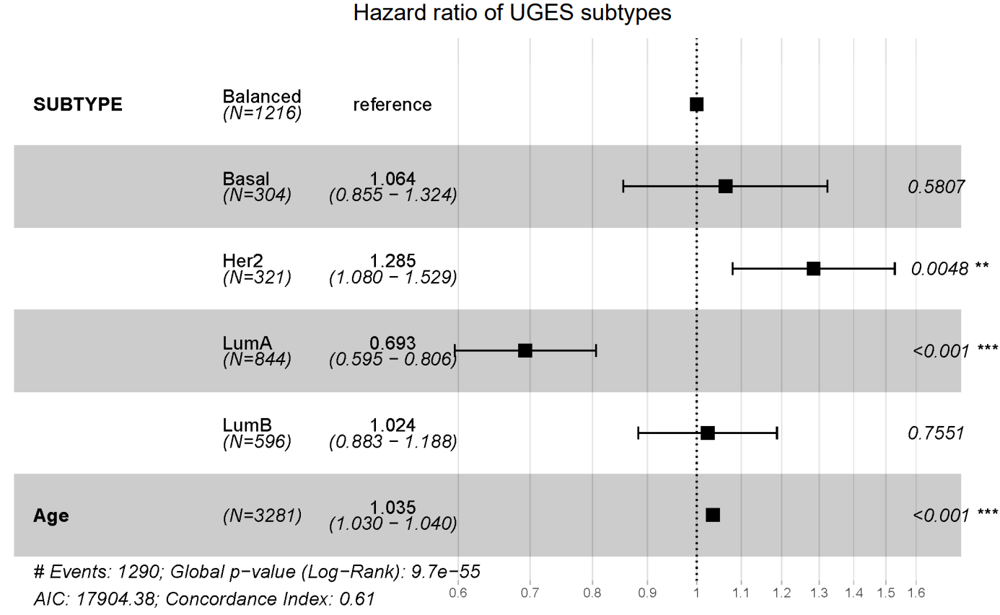 Hazard ratio of UGES subtypes
SUBTYPE
Balanced
(N=1216)
reference
Basal
(N=304)
1.064
(0.855 − 1.324)
0.5807
Her2
(N=321)
1.285
(1.080 − 1.529)
0.0048 **
LumA
(N=844)
0.693
(0.595 − 0.806)
<0.001 ***
LumB
(N=596)
1.024
(0.883 − 1.188)
0.7551
Age
(N=3281)
1.035
(1.030 − 1.040)
<0.001 ***
# Events: 1290; Global p−value (Log−Rank): 9.7e−55
AIC: 17904.38; Concordance Index: 0.61
0.6 0.7 0.8 0.9 1 1.1 1.2 1.3 1.4 1.5 1.6